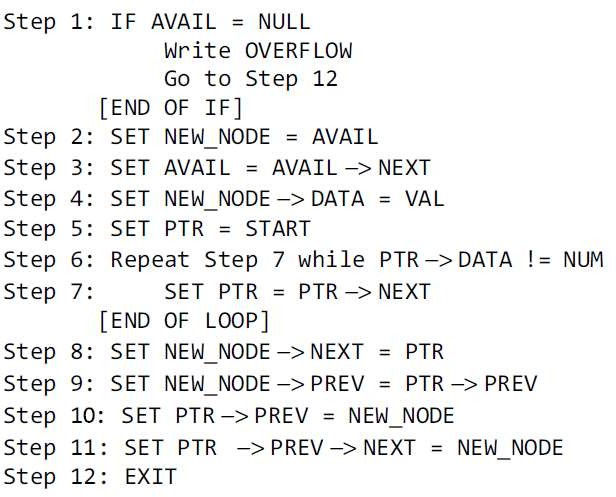 Step 1: IF AVAIL = NULL
Write OVERFLOW
Go to Step 12
[END OF IF]
Step 2: SET NEW_NODE = AVAIL
Step 3: SET AVAIL = AVAIL—>NEXT
Step 4: SET NEW_NODE—>DATA = VAL
Step 5: SET PTR = START
Step 6: Repeat Step 7 while PTR—>DATA != NUM
Step 7: SET PTR = PTR—>NEXT
[END OF LOOP]
Step 8: SET NEW_NODE—>NEXT = PTR
Step 9: SET NEW_NODE—>PREV = PTR—>PREV
Step 10: SET PTR—>PREV = NEW_NODE
Step 11: SET PTR —>PREV—>NEXT = NEW_NODE
Step 12: EXIT